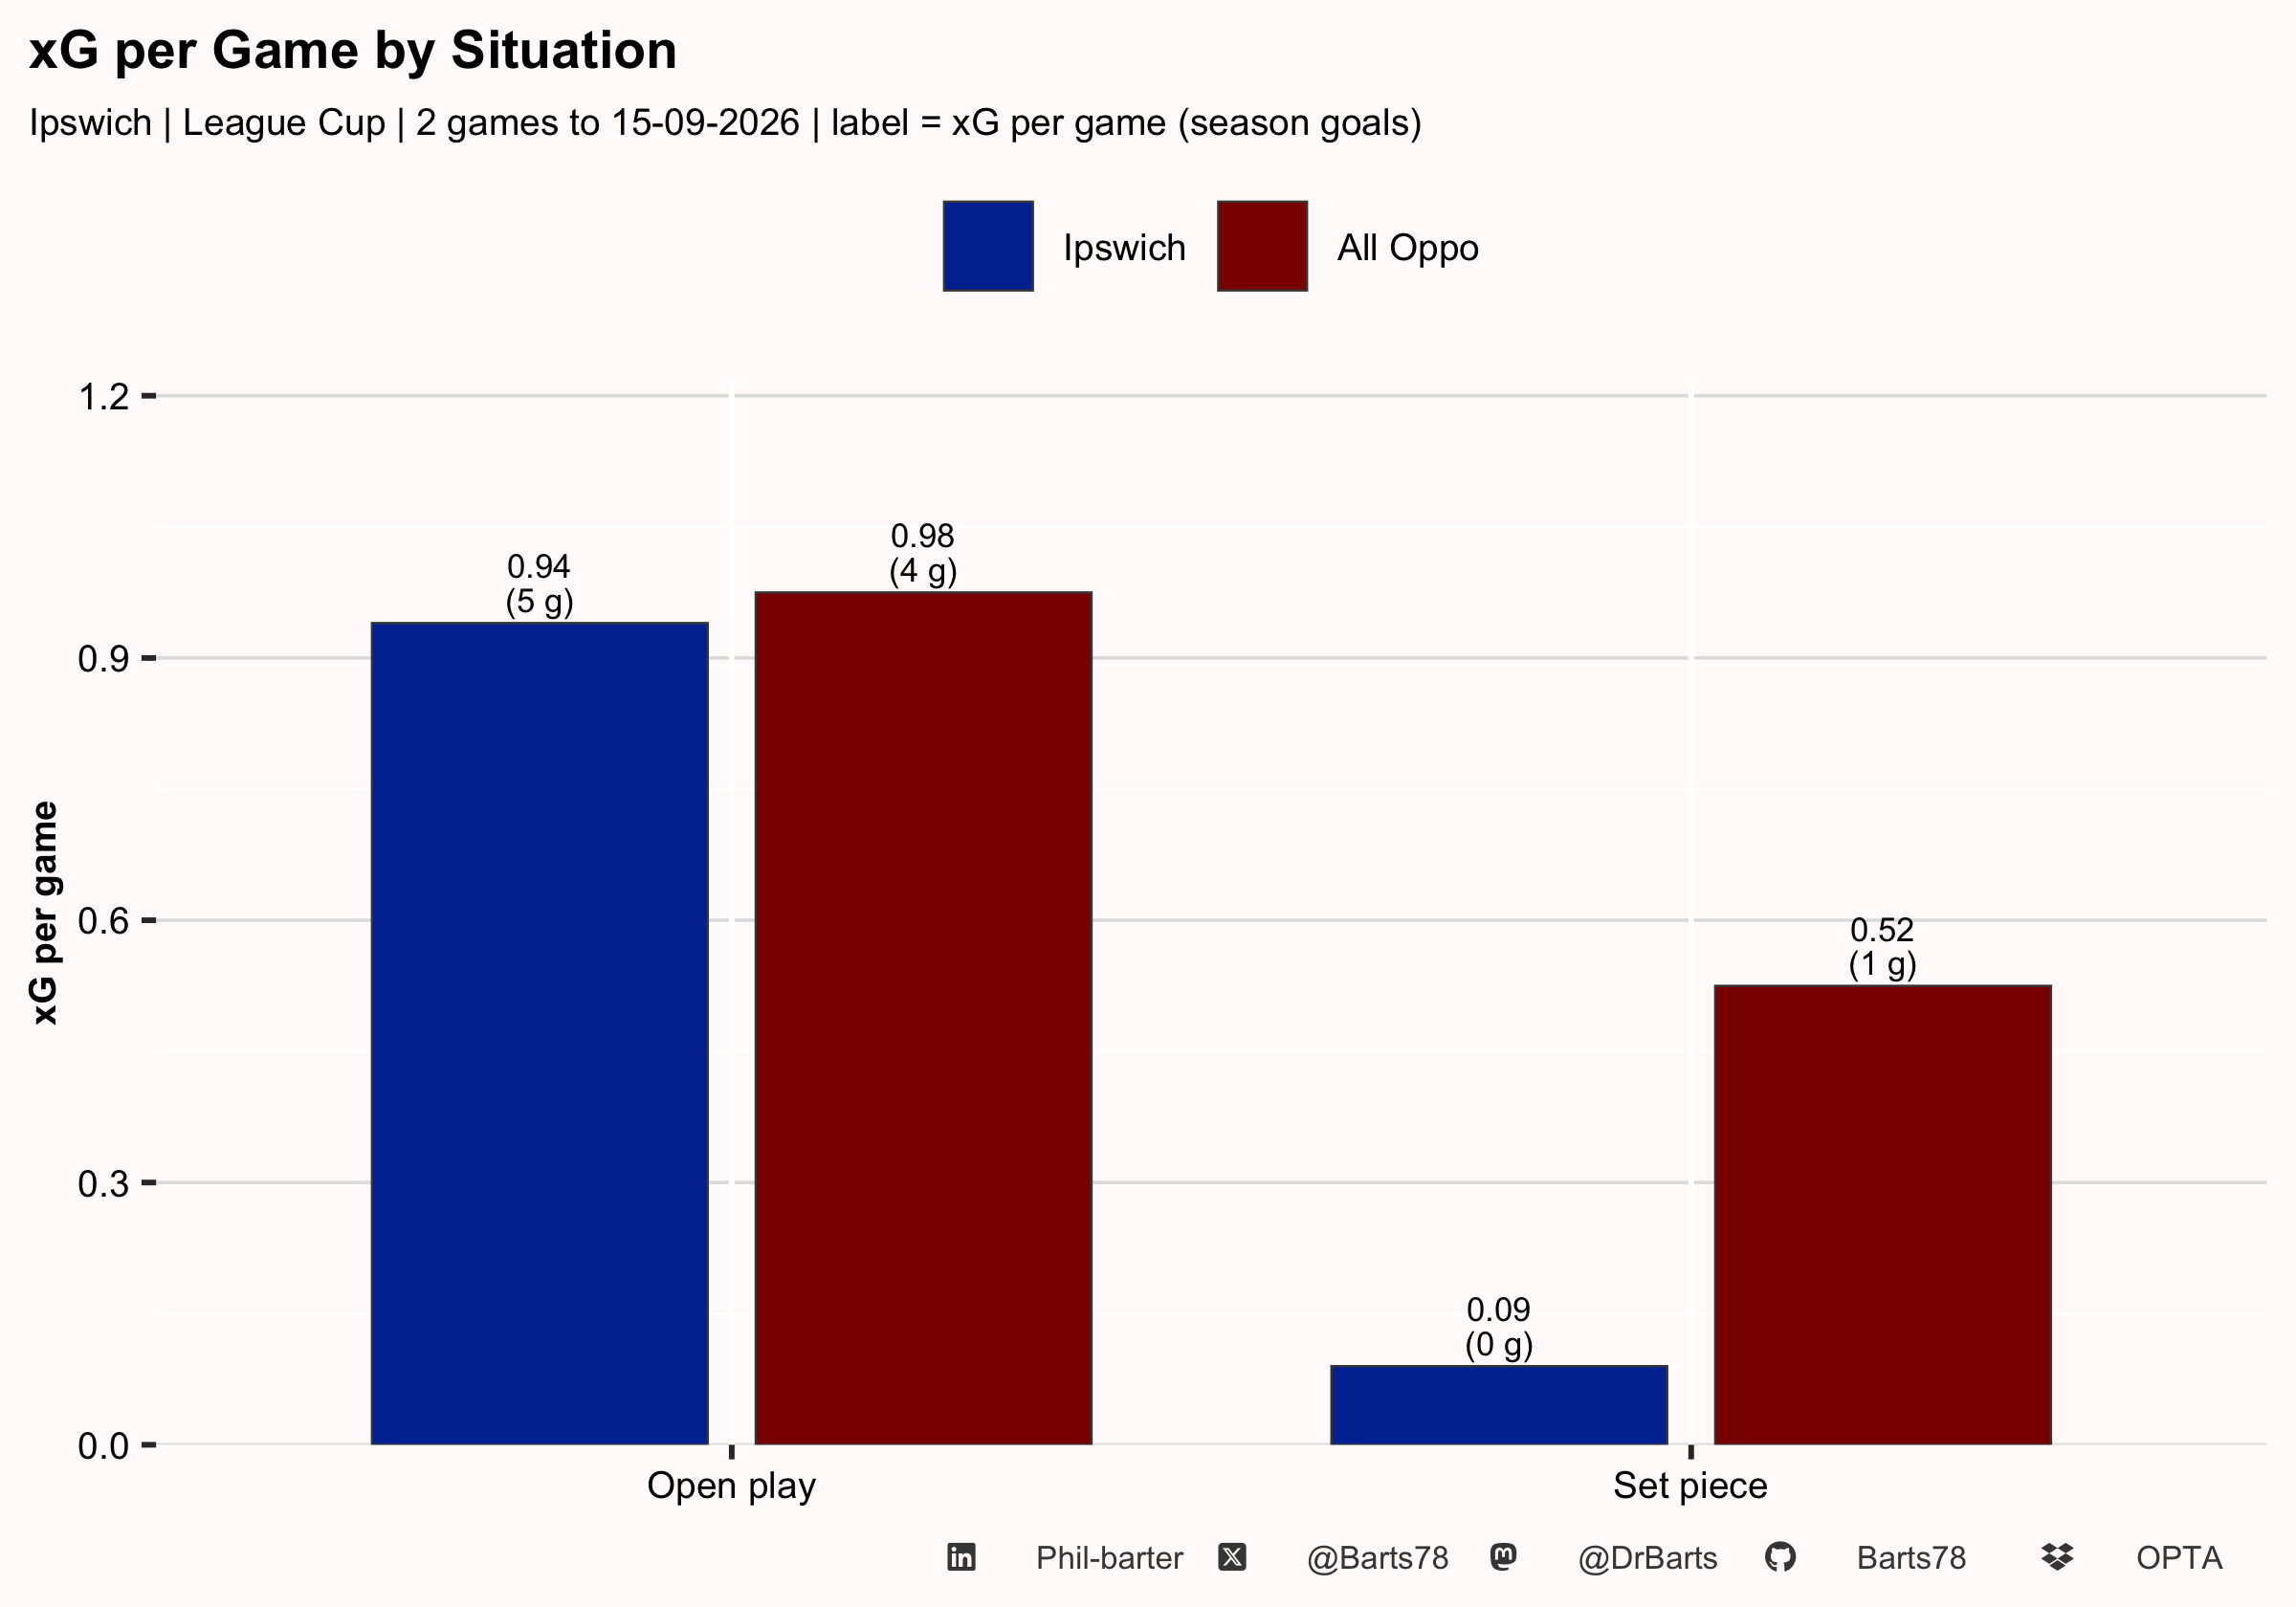 xG per Game by Situation
Ipswich | League Cup | 2 games to 15-09-2026 | label = xG per game (season goals)
Ipswich
All Oppo
1.2
0.9
0.6
0.3
0.0
xG per game
0.94
(5 g)
0.98
(4 g)
0.09
(0 g)
0.52
(1 g)
Open play
Set piece
Phil-barter @Barts78 @DrBarts Barts78 OPTA